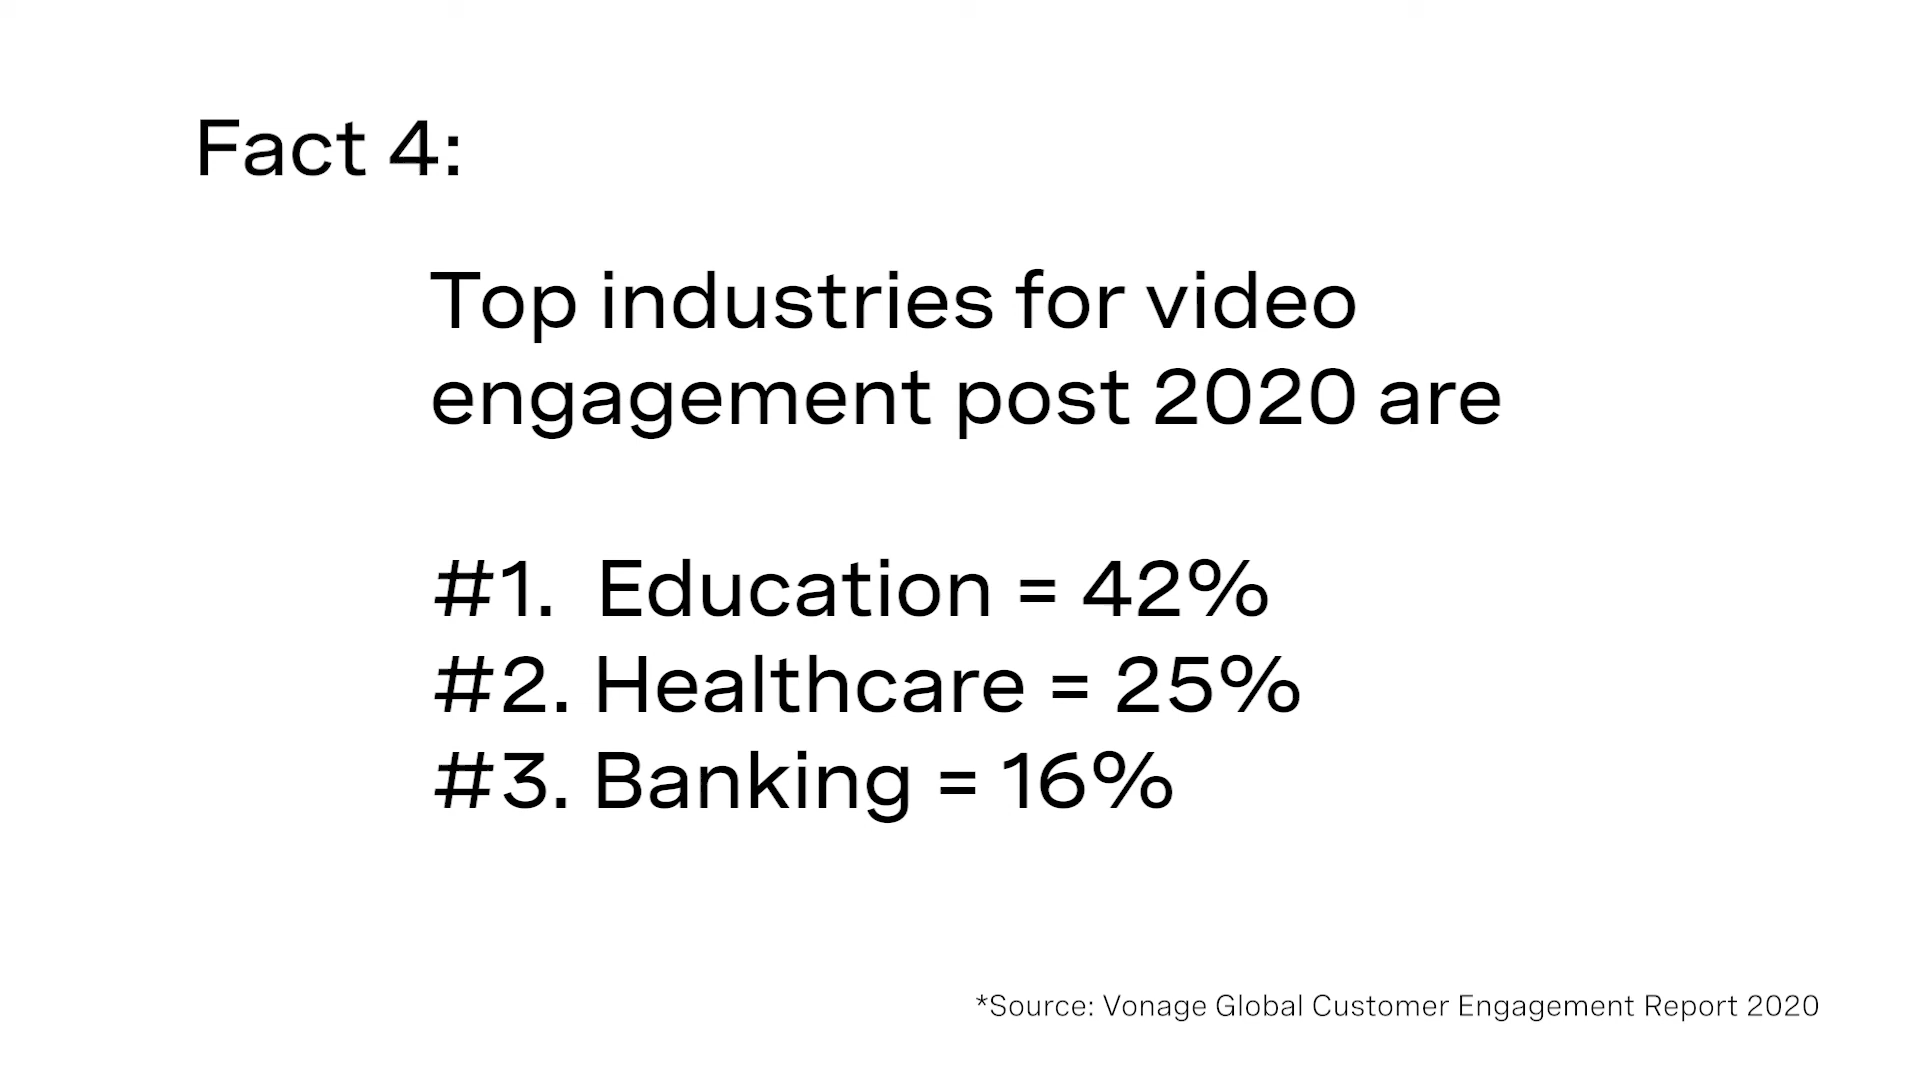 Fact 4:
Top industries for video
engagement post 2020 are
#1. Education = 42%
#2. Healthcare = 25%
#3. Banking = 16%
*Source: Vonage Global Customer Engagement Report 2020